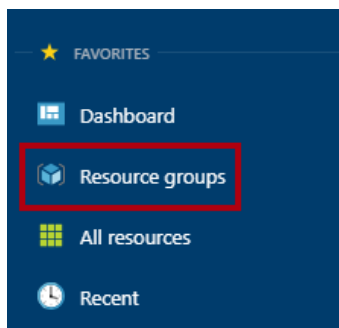 FAVORITES
Dashboard
Resource groups
All resources
Recent